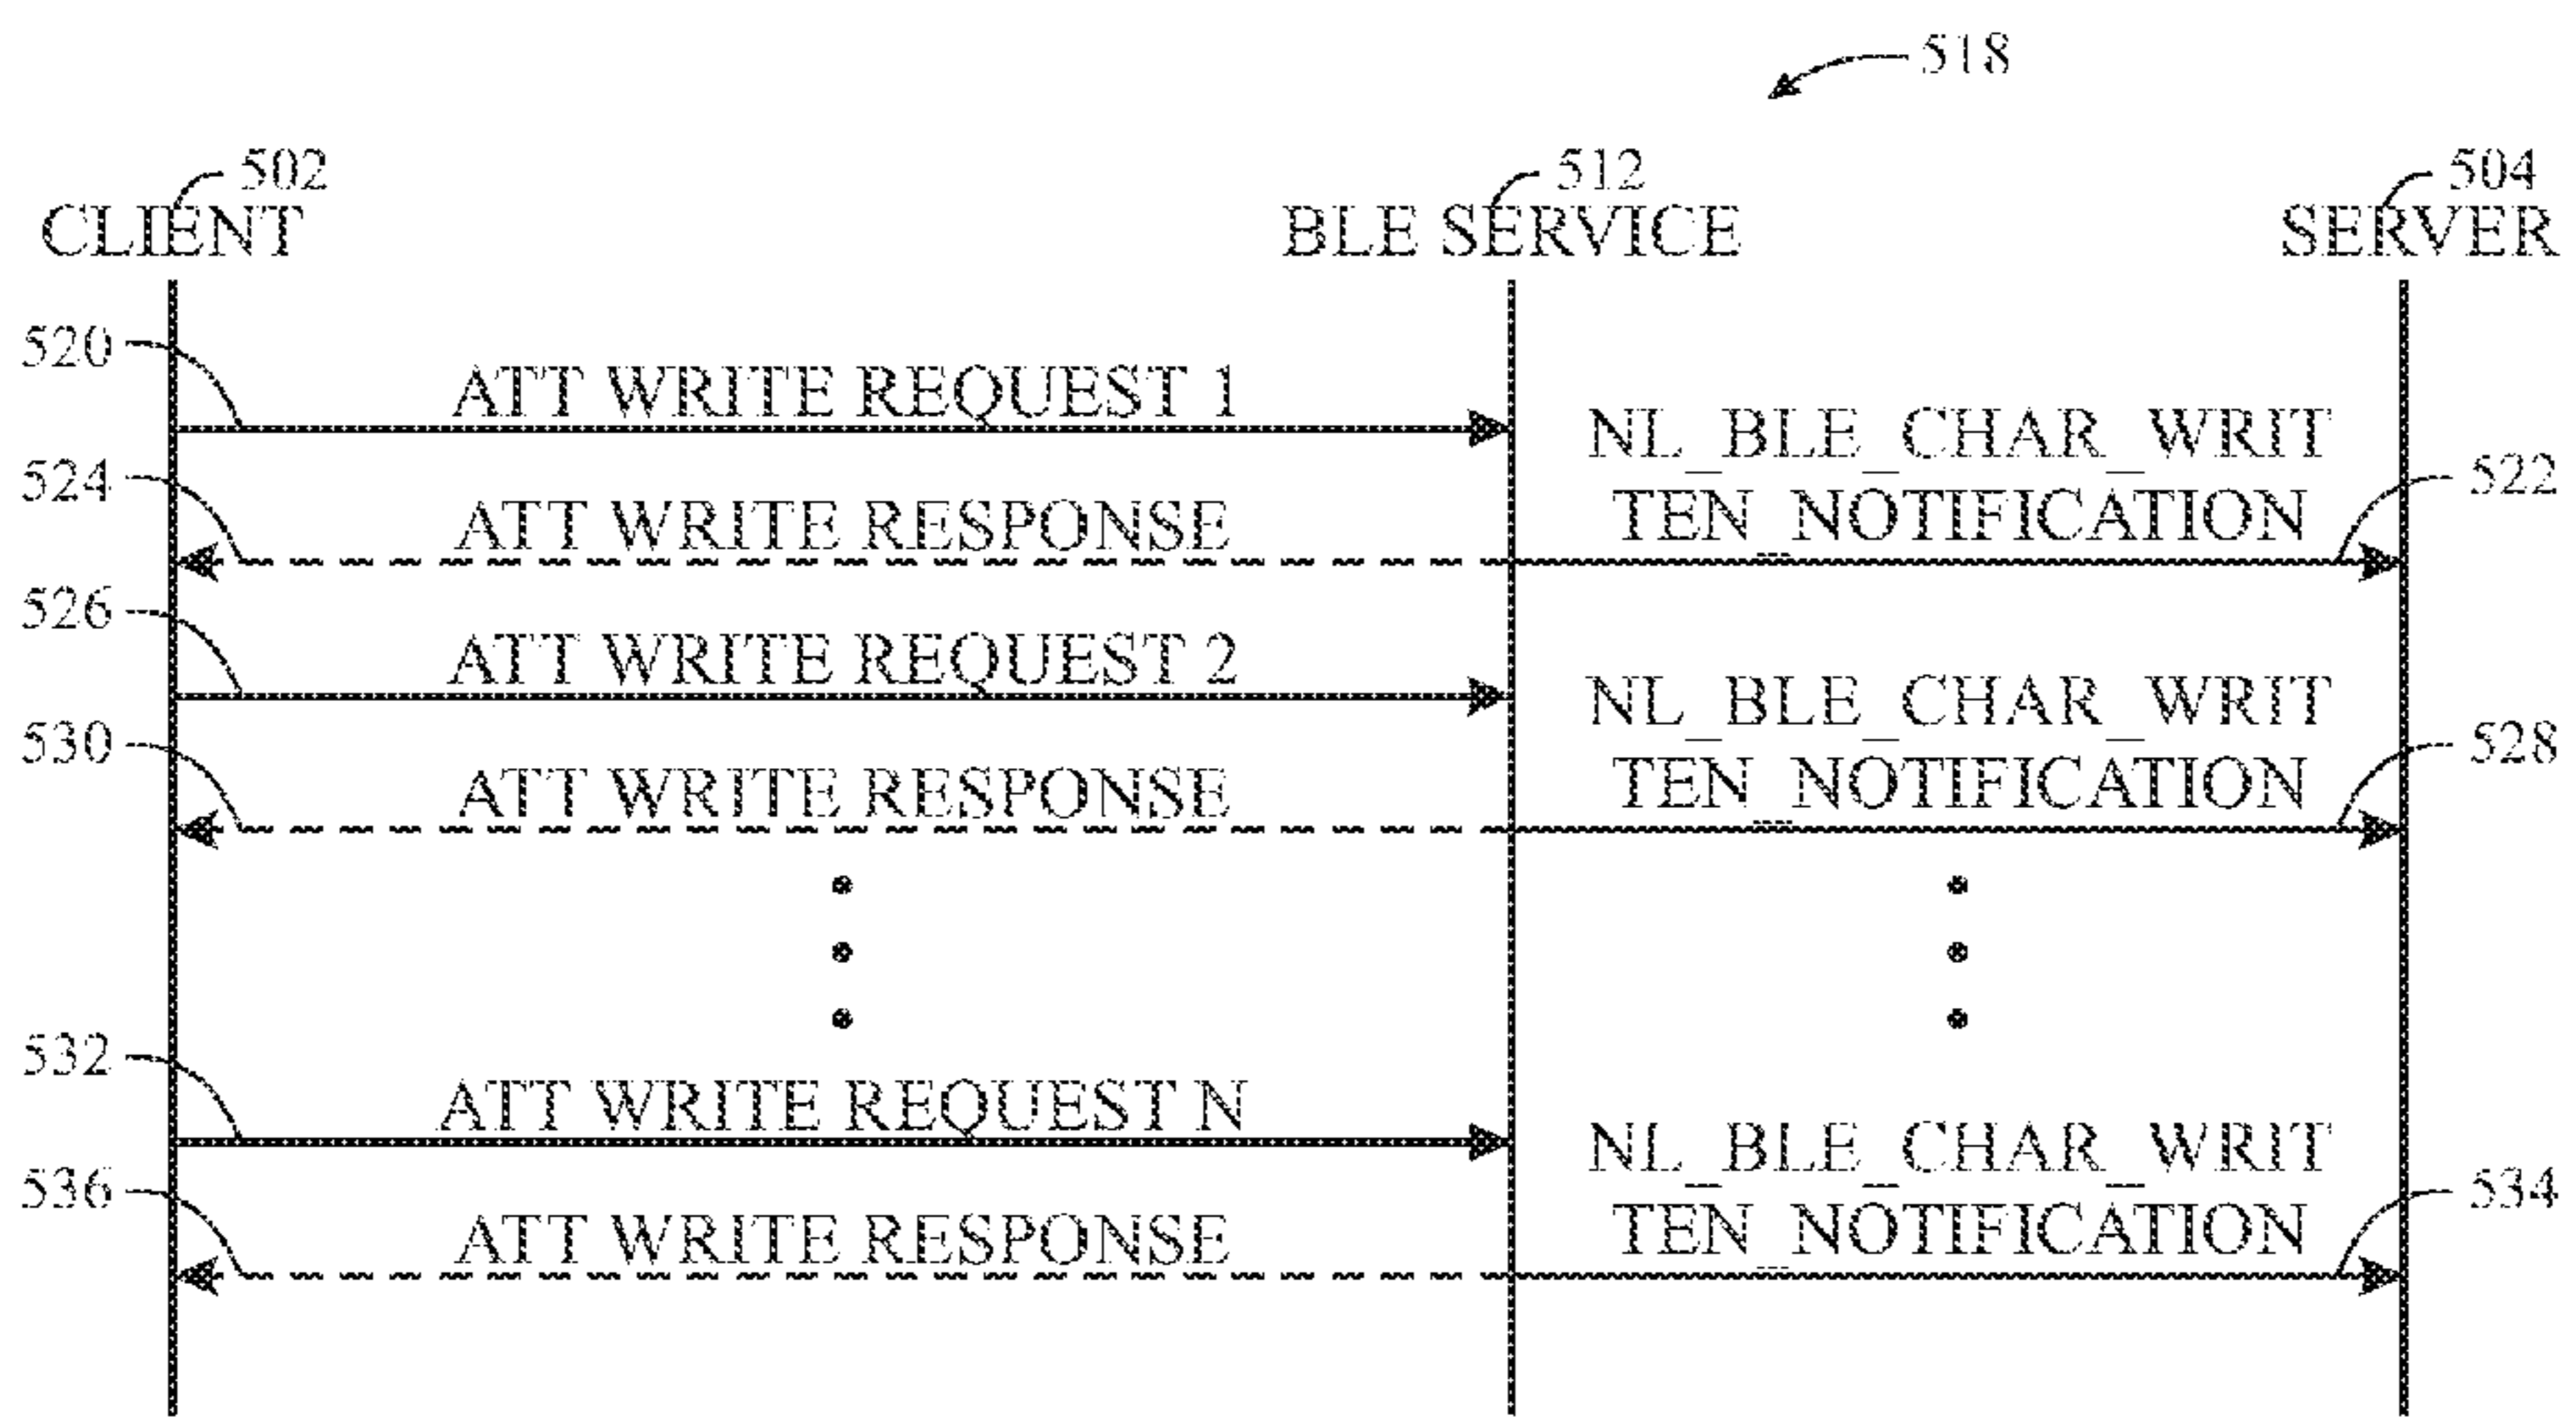 518
502
512
504
CLIENT
BLE SERVICE
SERVER
520
ATT WRITE REQUEST 1
NL_BLE_CHAR_WRIT
524
522
ATT WRITE RESPONSE
TEN_NOTIFICATION
526
ATT WRITE REQUEST 2
NL_BLE_CHAR_WRIT
530
528
ATT WRITE RESPONSE
TEN_NOTIFICATION
532
ATT WRITE REQUEST N
NL_BLE_CHAR_WRIT
536
534
ATT WRITE RESPONSE
TEN_NOTIFICATION